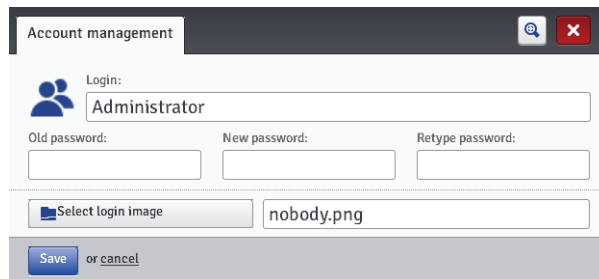 Account management
Login:
Administrator
Old password: New password: Retype password:
Select login image nobody.png
Save or cancel